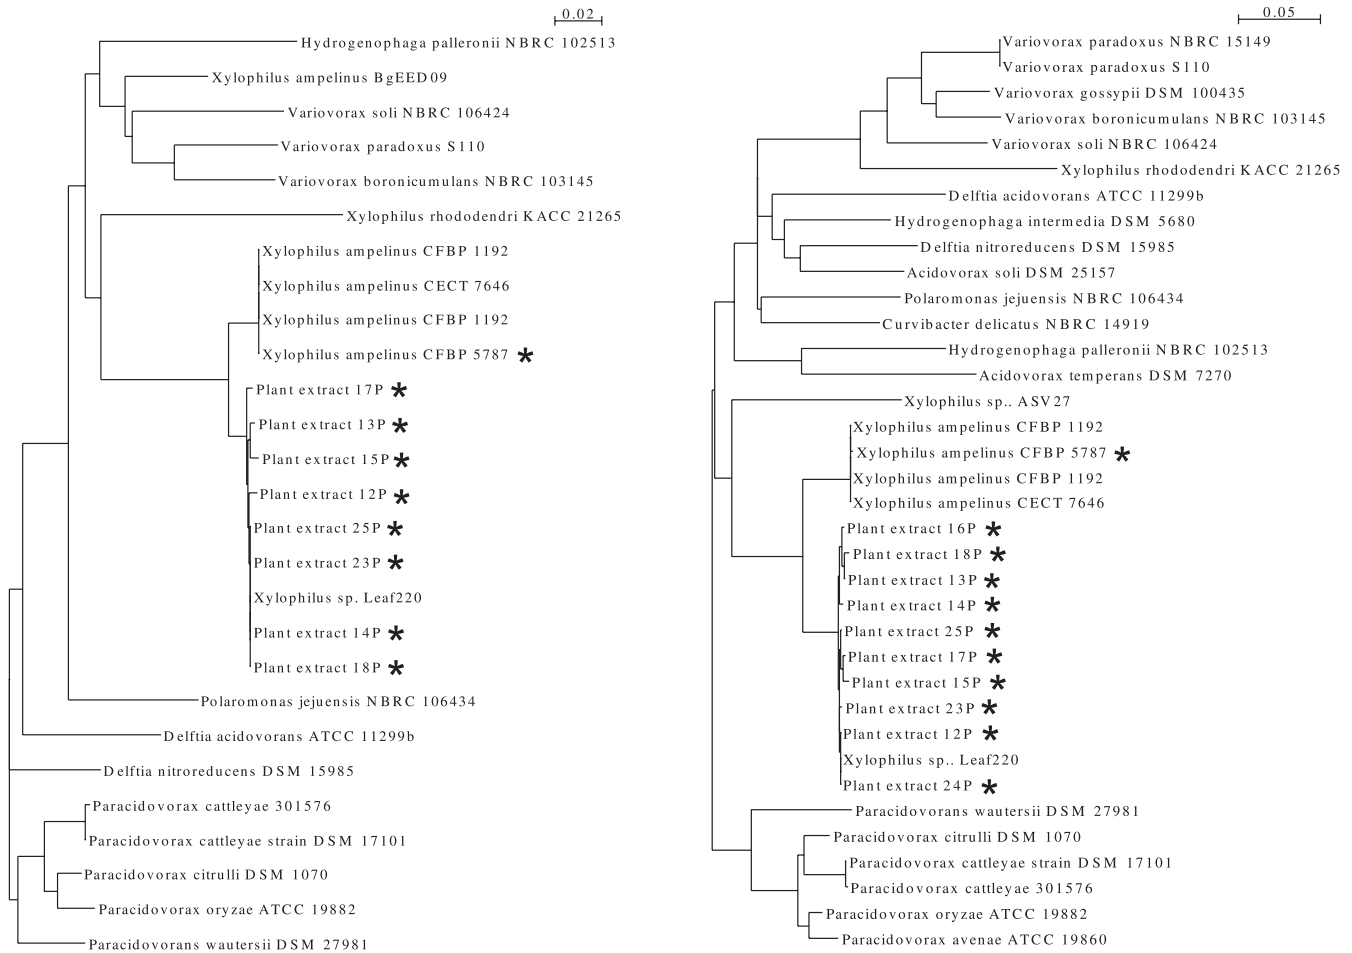 0.02
Hydrogenophaga palleronii NBRC 102513
Xylophilus ampelinus BgEED09
Variovorax soli NBRC 106424
Variovorax paradoxus S110
Variovorax boronicumulans NBRC 103145
Xylophilus rhododendri KACC 21265
Xylophilus ampelinus CFBP 1192
Xylophilus ampelinus CECT 7646
Xylophilus ampelinus CFBP 1192
Xylophilus ampelinus CFBP 5787 *
Plant extract 17P *
Plant extract 13P *
Plant extract 15P *
Plant extract 12P *
Plant extract 25P *
Plant extract 23P *
Xylophilus sp. Leaf220
Plant extract 14P *
Plant extract 18P *
Polaromonas jejuensis NBRC 106434
Delftia acidovorans ATCC 11299b
Delftia nitroreducens DSM 15985
Paracidovorax cattleyae 301576
Paracidovorax cattleyae strain DSM 17101
Paracidovorax citrulli DSM 1070
Paracidovorax oryzae ATCC 19882
Paracidovorans wautersii DSM 27981
0.05
Variovorax paradoxus NBRC 15149
Variovorax paradoxus S110
Variovorax gossypii DSM 100435
Variovorax boronicumulans NBRC 103145
Variovorax soli NBRC 106424
Xylophilus rhododendri KACC 21265
Delftia acidovorans ATCC 11299b
Hydrogenophaga intermedia DSM 5680
Delftia nitroreducens DSM 15985
Acidovorax soli DSM 25157
Polaromonas jejuensis NBRC 106434
Curvibacter delicatus NBRC 14919
Hydrogenophaga palleronii NBRC 102513
Acidovorax temperans DSM 7270
Xylophilus sp.. ASV27
Xylophilus ampelinus CFBP 1192
Xylophilus ampelinus CFBP 5787 *
Xylophilus ampelinus CFBP 1192
Xylophilus ampelinus CECT 7646
Plant extract 16P *
Plant extract 18P *
Plant extract 13P *
Plant extract 14P *
Plant extract 25P *
Plant extract 17P *
Plant extract 15P *
Plant extract 23P *
Plant extract 12P *
Xylophilus sp.. Leaf220
Plant extract 24P *
Paracidovorans wautersii DSM 27981
Paracidovorax citrulli DSM 1070
Paracidovorax cattleyae strain DSM 17101
Paracidovorax cattleyae 301576
Paracidovorax oryzae ATCC 19882
Paracidovorax avenae ATCC 19860